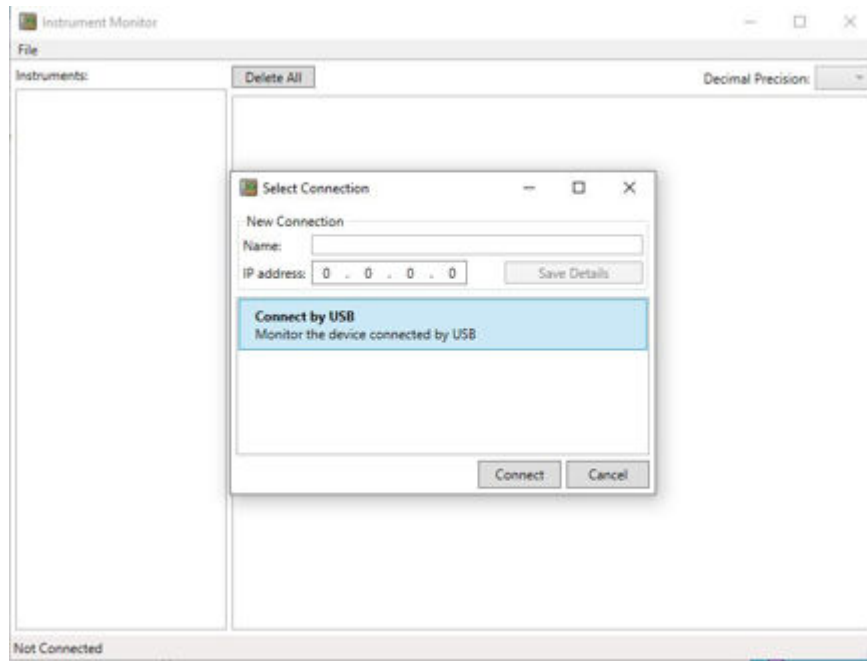 Instrument Monitor
File
Instruments:
Delete All
Decimal Precision:
Select Connection
New Connection
Name:
IP address: 0 . 0 . 0 . 0
Save Details
Connect by USB
Monitor the device connected by USB
Connect
Cancel
Not Connected